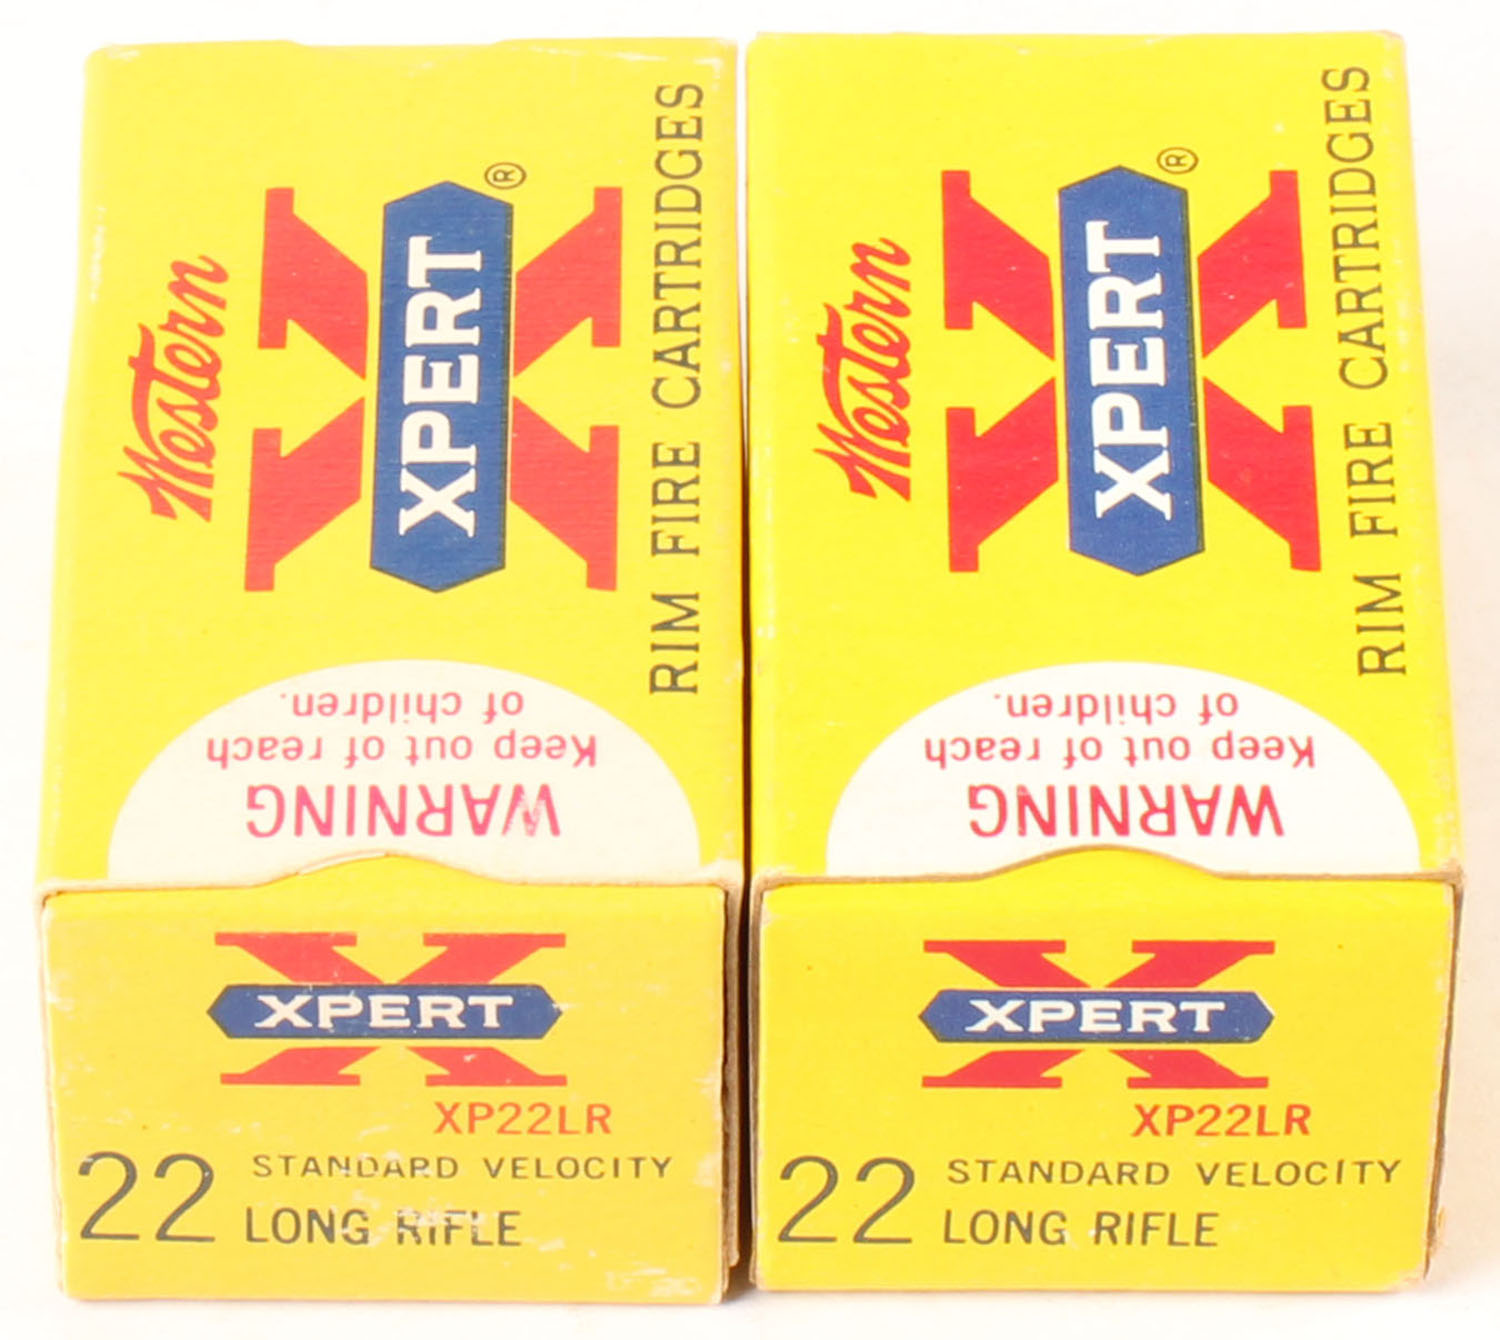 Western
XPERT®
RIM FIRE CARTRIDGES
WARNING
Keep out of reach
of children.
XPERT
XP22LR
22 STANDARD VELOCITY
LONG RIFLE
Western
XPERT®
RIM FIRE CARTRIDGES
WARNING
Keep out of reach
of children.
XPERT
XP22LR
22 STANDARD VELOCITY
LONG RIFLE